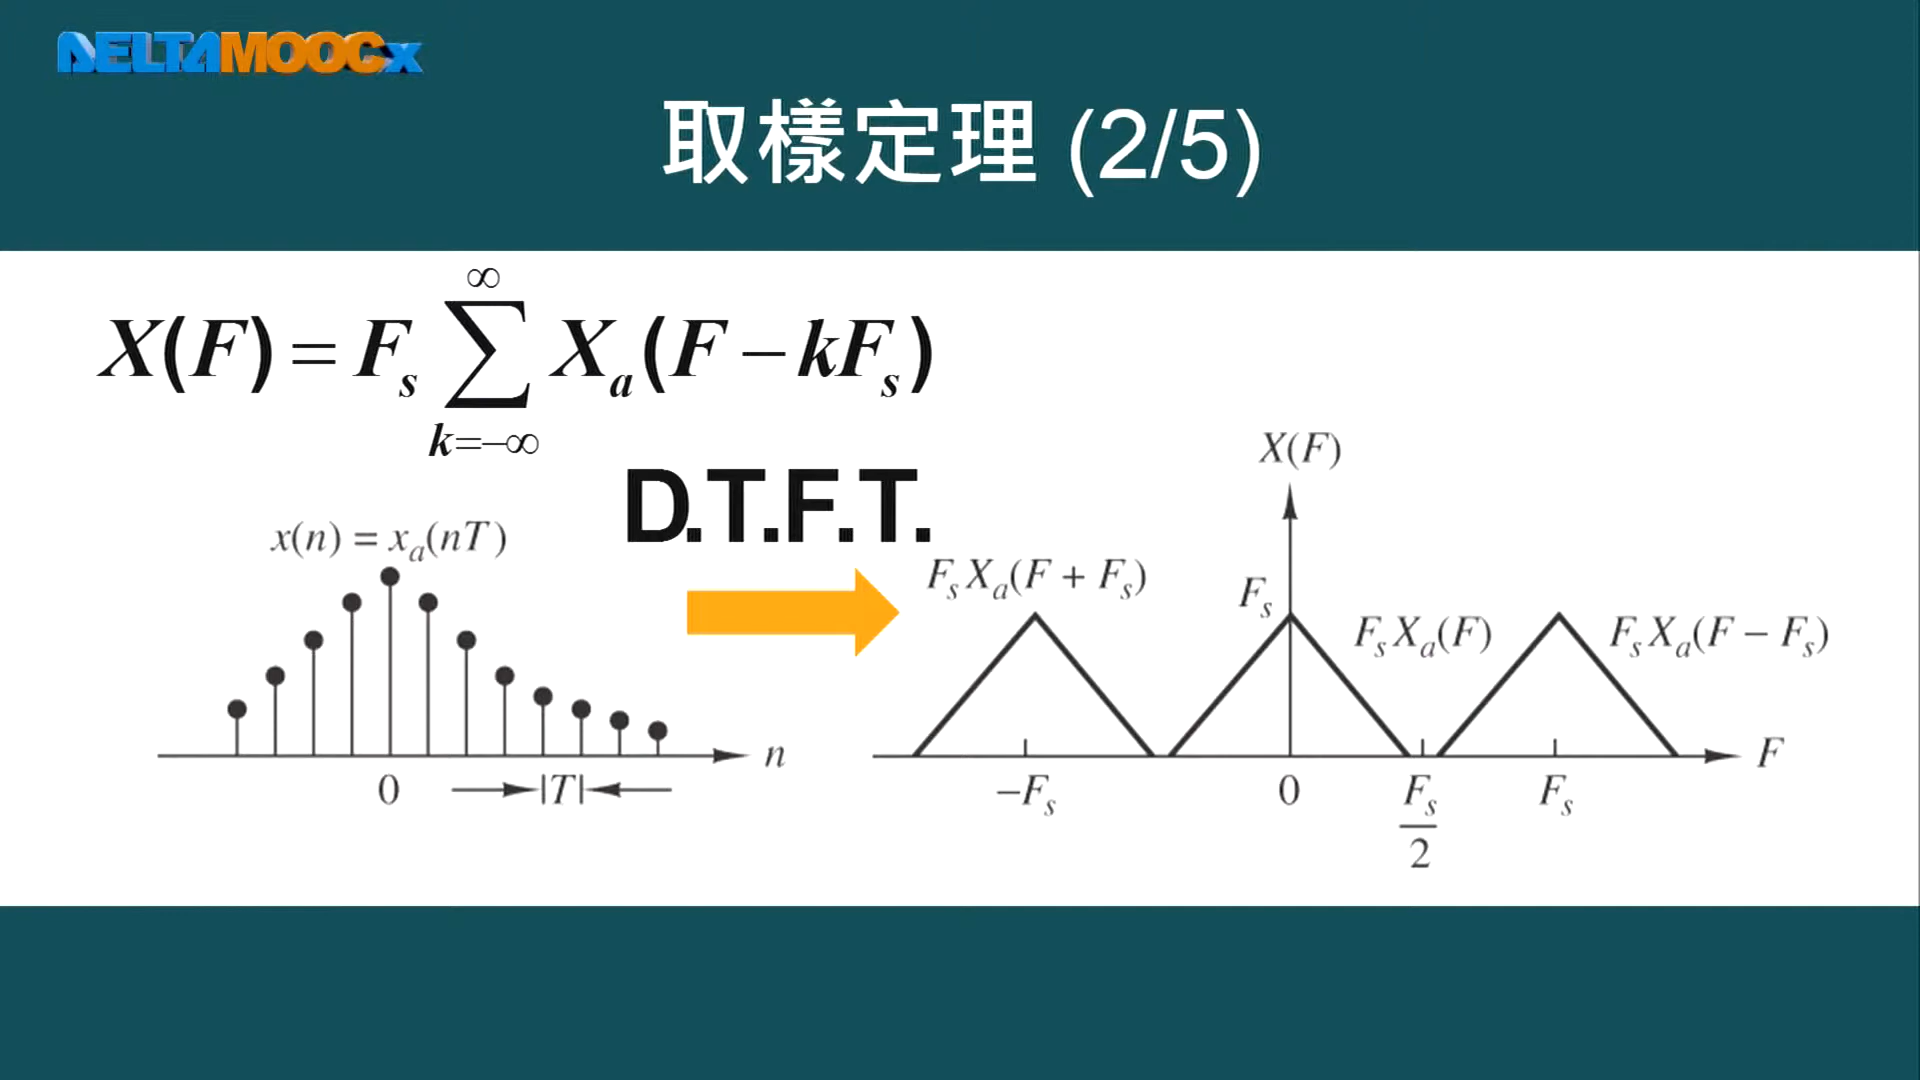 DELTAMOOCx
取樣定理 (2/5)
X(F) = F_s ∑_{k=-∞}^{∞} X_a(F − kF_s)
D.T.F.T.
x(n) = x_a(nT)
n
0
|T|
X(F)
F_s X_a(F + F_s)
F_s
F_s X_a(F)
F_s X_a(F − F_s)
F
−F_s
0
F_s/2
F_s